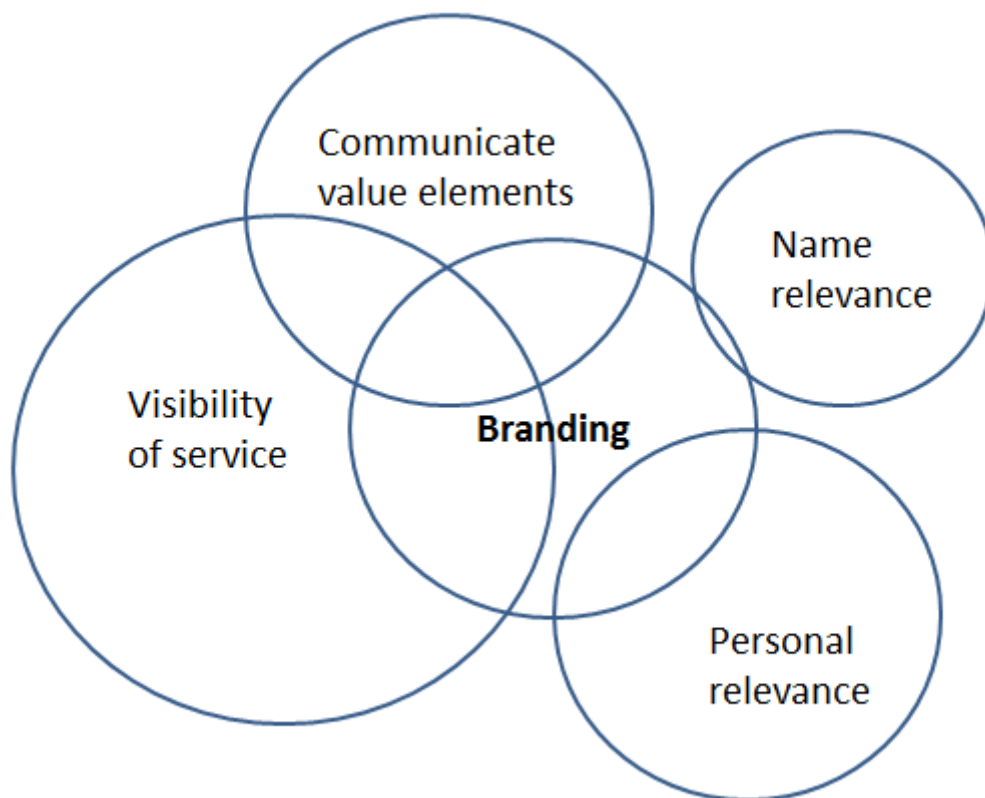 Communicate
value elements
Name
relevance
Visibility
of service
Branding
Personal
relevance